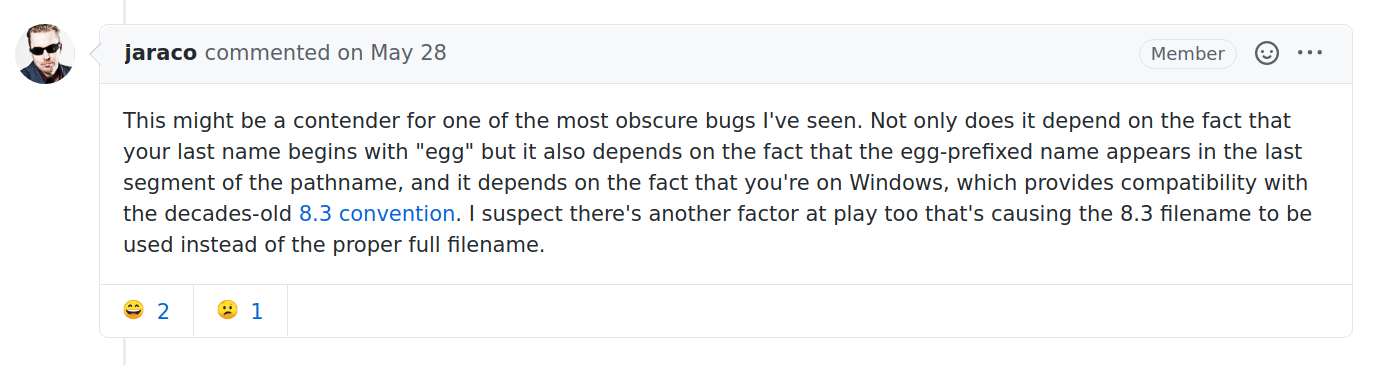 jaraco commented on May 28
Member
This might be a contender for one of the most obscure bugs I've seen. Not only does it depend on the fact that
your last name begins with "egg" but it also depends on the fact that the egg-prefixed name appears in the last
segment of the pathname, and it depends on the fact that you're on Windows, which provides compatibility with
the decades-old 8.3 convention. I suspect there's another factor at play too that's causing the 8.3 filename to be
used instead of the proper full filename.
😄 2
😕 1